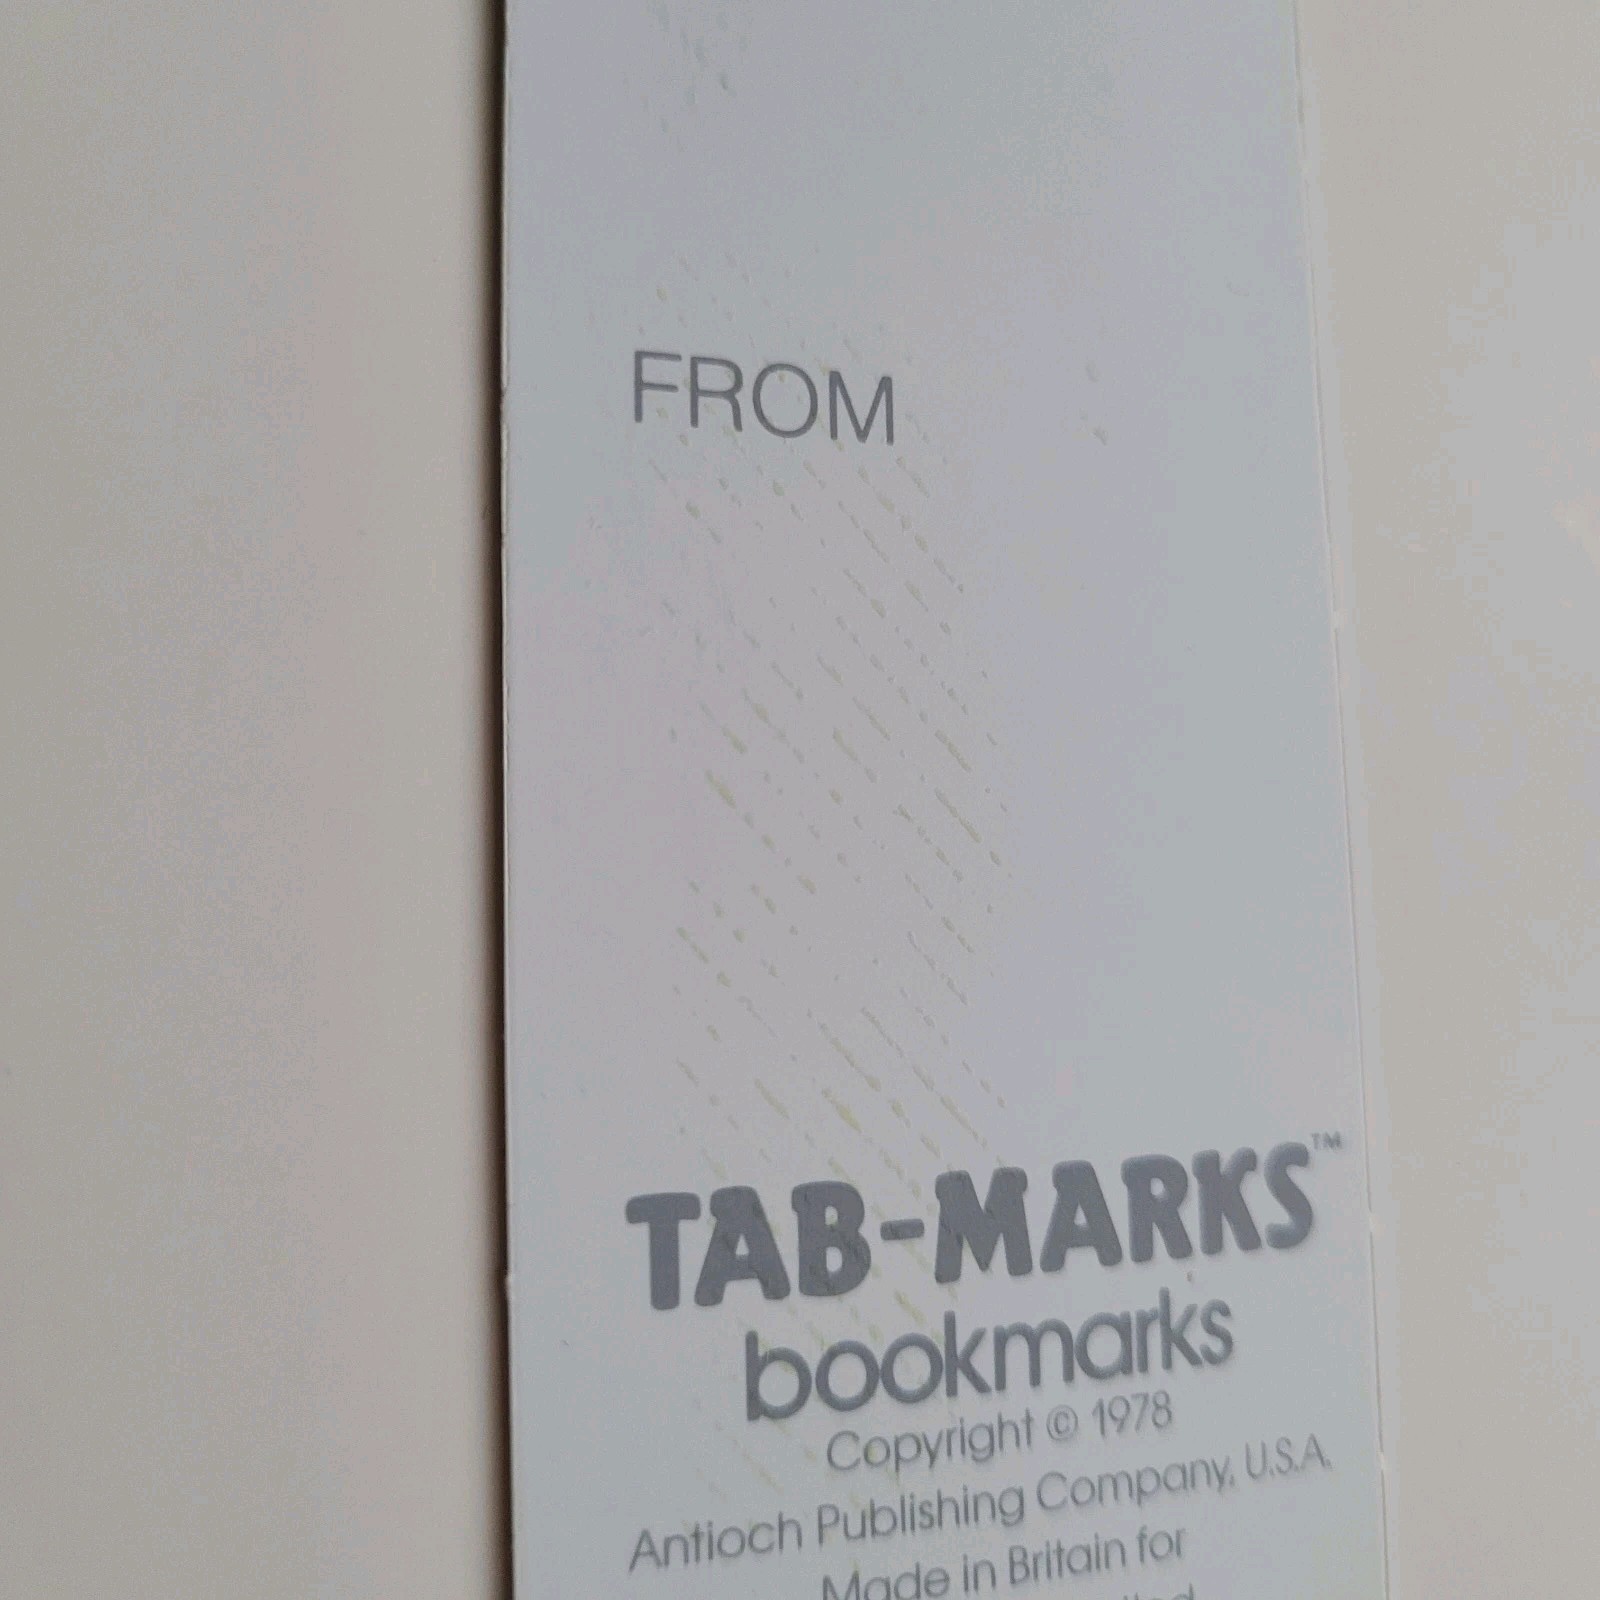 FROM
TAB-MARKS™
bookmarks
Copyright © 1978
Antioch Publishing Company, U.S.A.
Made in Britain for